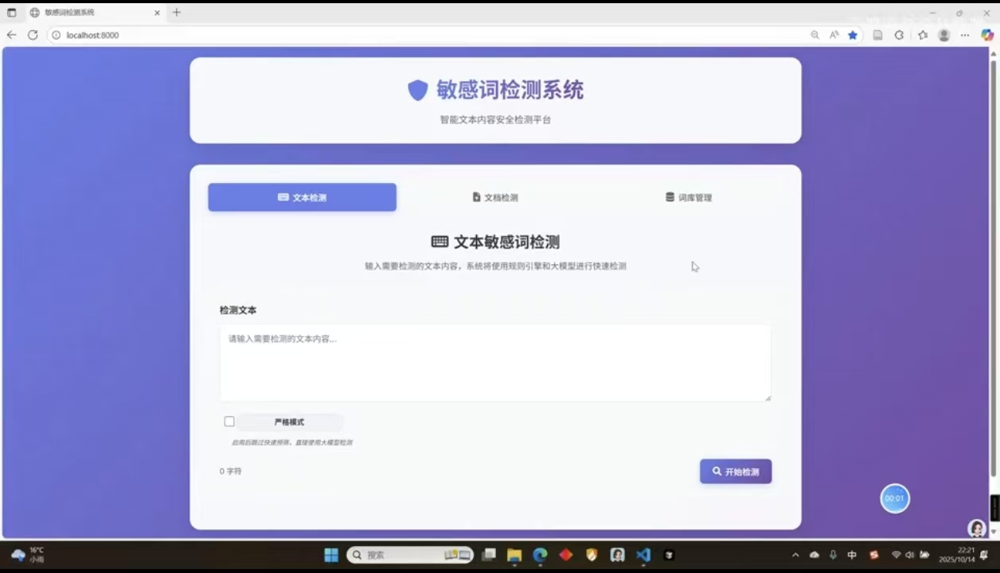 敏感词检测系统
localhost:8000
敏感词检测系统
智能文本内容安全检测平台
文本检测
文档检测
词库管理
文本敏感词检测
输入需要检测的文本内容，系统将使用规则引擎和大模型进行快速检测
检测文本
请输入需要检测的文本内容...
严格模式
启用后跳过快速预筛，直接使用大模型检测
0 字符
开始检测
00:01
16°C
小雨
搜索
中
22:21
2025/10/14